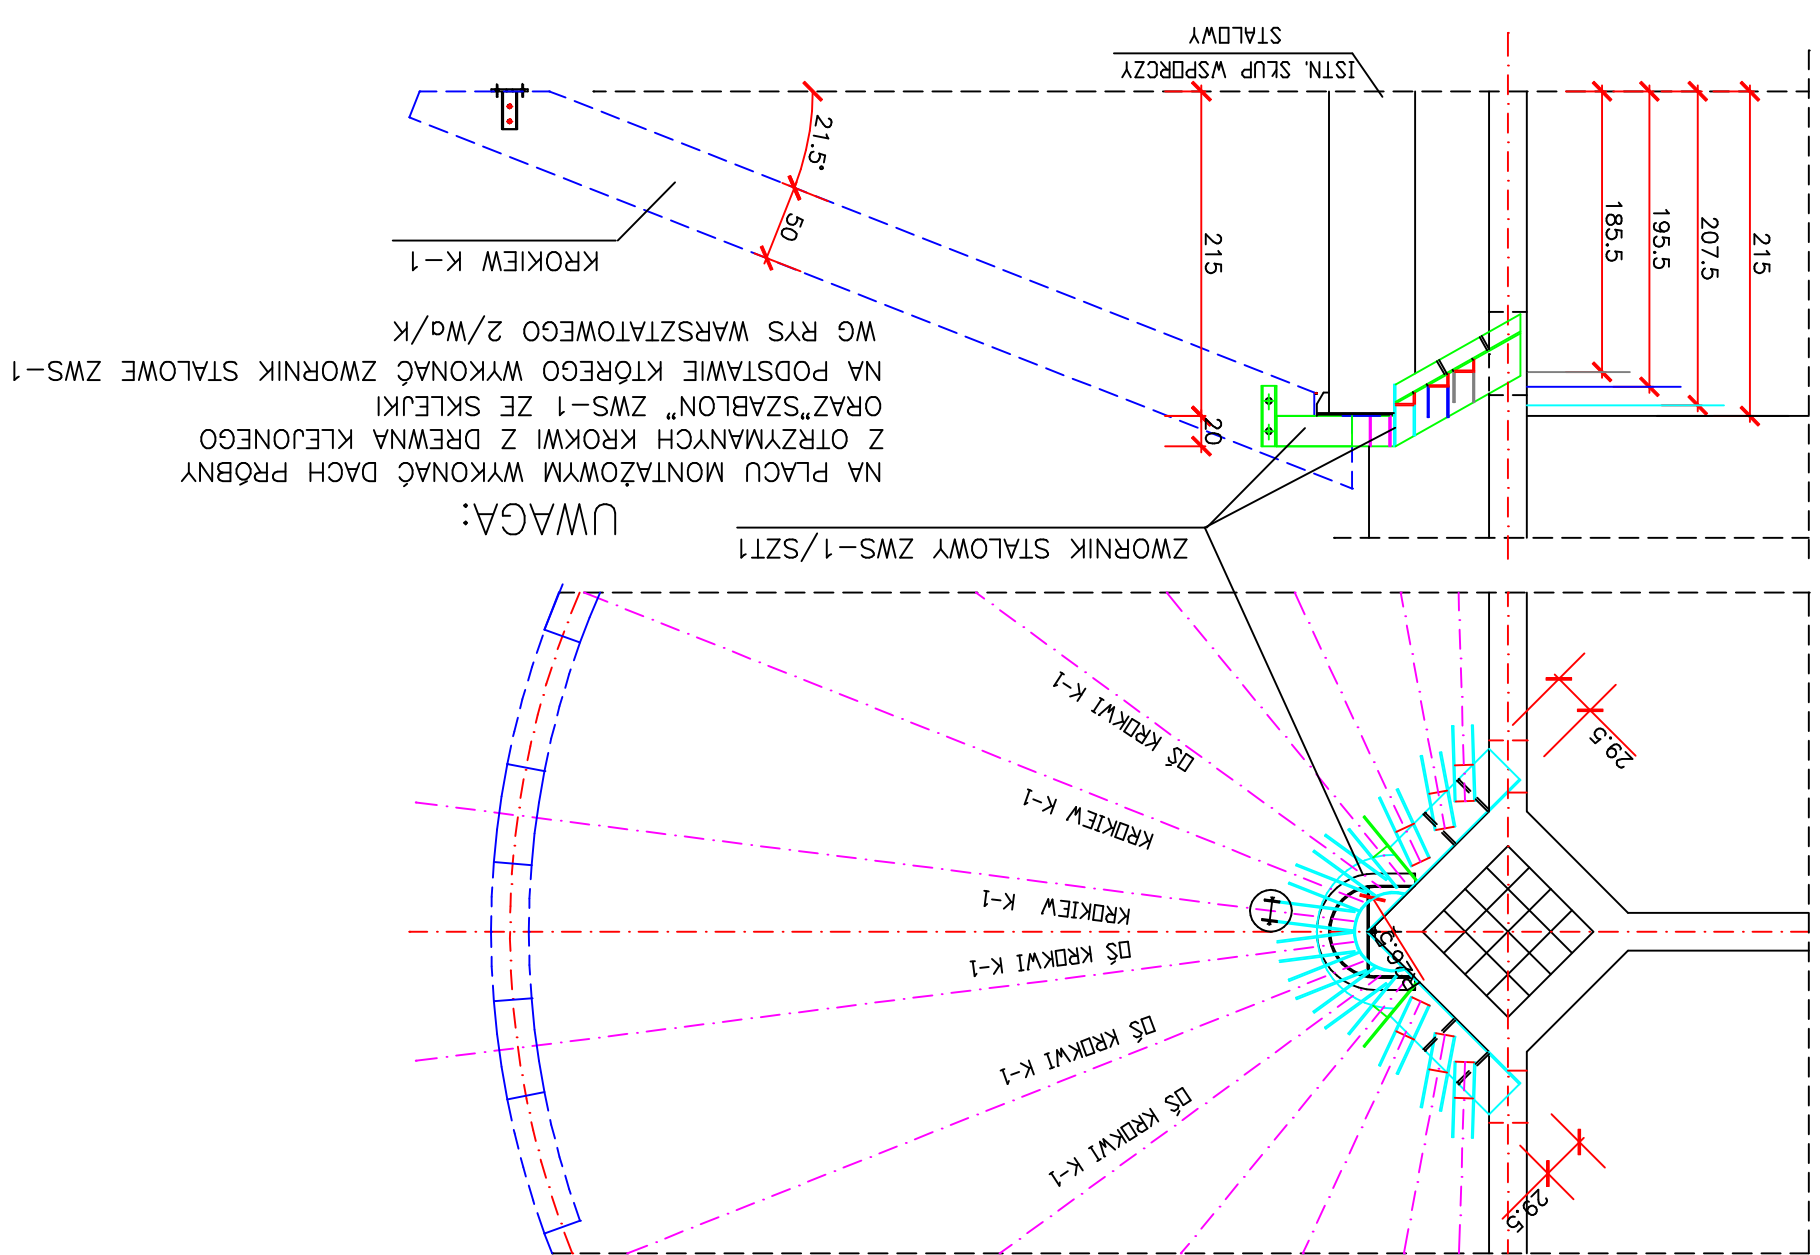 ISTN. SŁUP WSPORCZY
STALOWY
21.5°
50
215
20
185.5
195.5
207.5
215
KROKIEW K-1
UWAGA:
NA PLACU MONTAŻOWYM WYKONAĆ DACH PRÓBNY
Z OTRZYMANYCH KROKWI Z DREWNA KLEJONEGO
ORAZ"SZABLON" ZWS-1 ZE SKLEJKI
NA PODSTAWIE KTÓREGO WYKONAĆ ZWORNIK STALOWE ZWS-1
WG RYS WARSZTATOWEGO 2/Wa/K
ZWORNIK STALOWY ZWS-1/SZT1
OŚ KROKWI K-1
KROKIEW K-1
KROKIEW K-1
OŚ KROKWI K-1
OŚ KROKWI K-1
OŚ KROKWI K-1
29.5
29.5